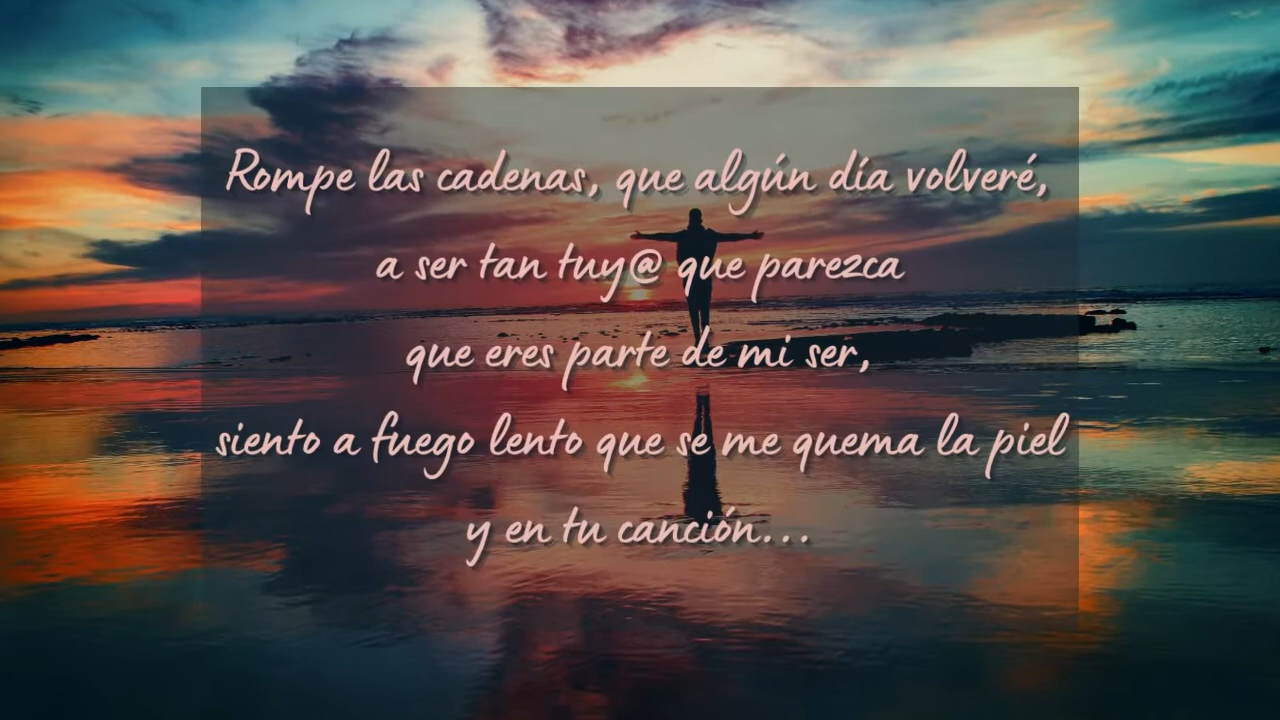 Rompe las cadenas, que algún día volveré,
a ser tan tuy@ que parezca
que eres parte de mi ser,
siento a fuego lento que se me quema la piel
y en tu canción...